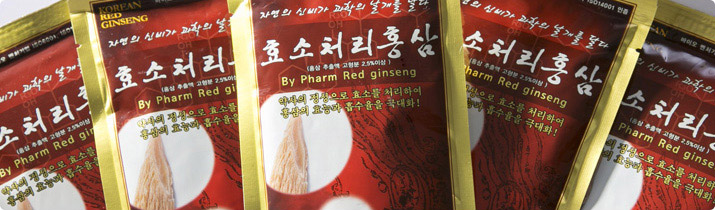 KOREAN
RED
GINSENG
자연의 신비가 과학의 날개를 달다
효소처리홍삼
(홍삼 추출액·고형분 2.5%이상)
By Pharm Red ginseng
약사의 정성으로 효소를 처리하여
홍삼의 효능과 흡수율을 극대화!